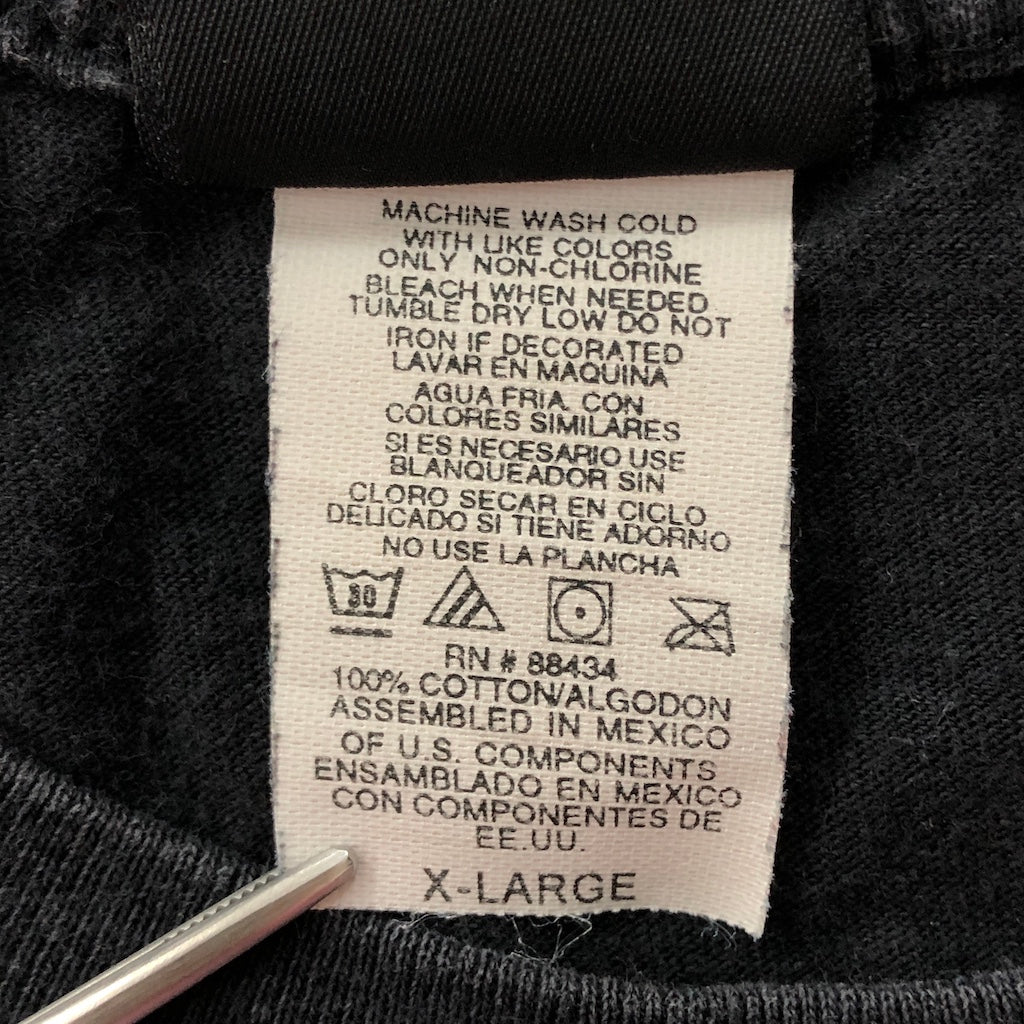 MACHINE WASH COLD
WITH LIKE COLORS
ONLY NON-CHLORINE
BLEACH WHEN NEEDED
TUMBLE DRY LOW DO NOT
IRON IF DECORATED
LAVAR EN MAQUINA
AGUA FRIA CON
COLORES SIMILARES
SI ES NECESARIO USE
BLANQUEADOR SIN
CLORO SECAR EN CICLO
DELICADO SI TIENE ADORNO
NO USE LA PLANCHA
30
RN # 88434
100% COTTON/ALGODON
ASSEMBLED IN MEXICO
OF U.S. COMPONENTS
ENSAMBLADO EN MEXICO
CON COMPONENTES DE
EE.UU.
X-LARGE